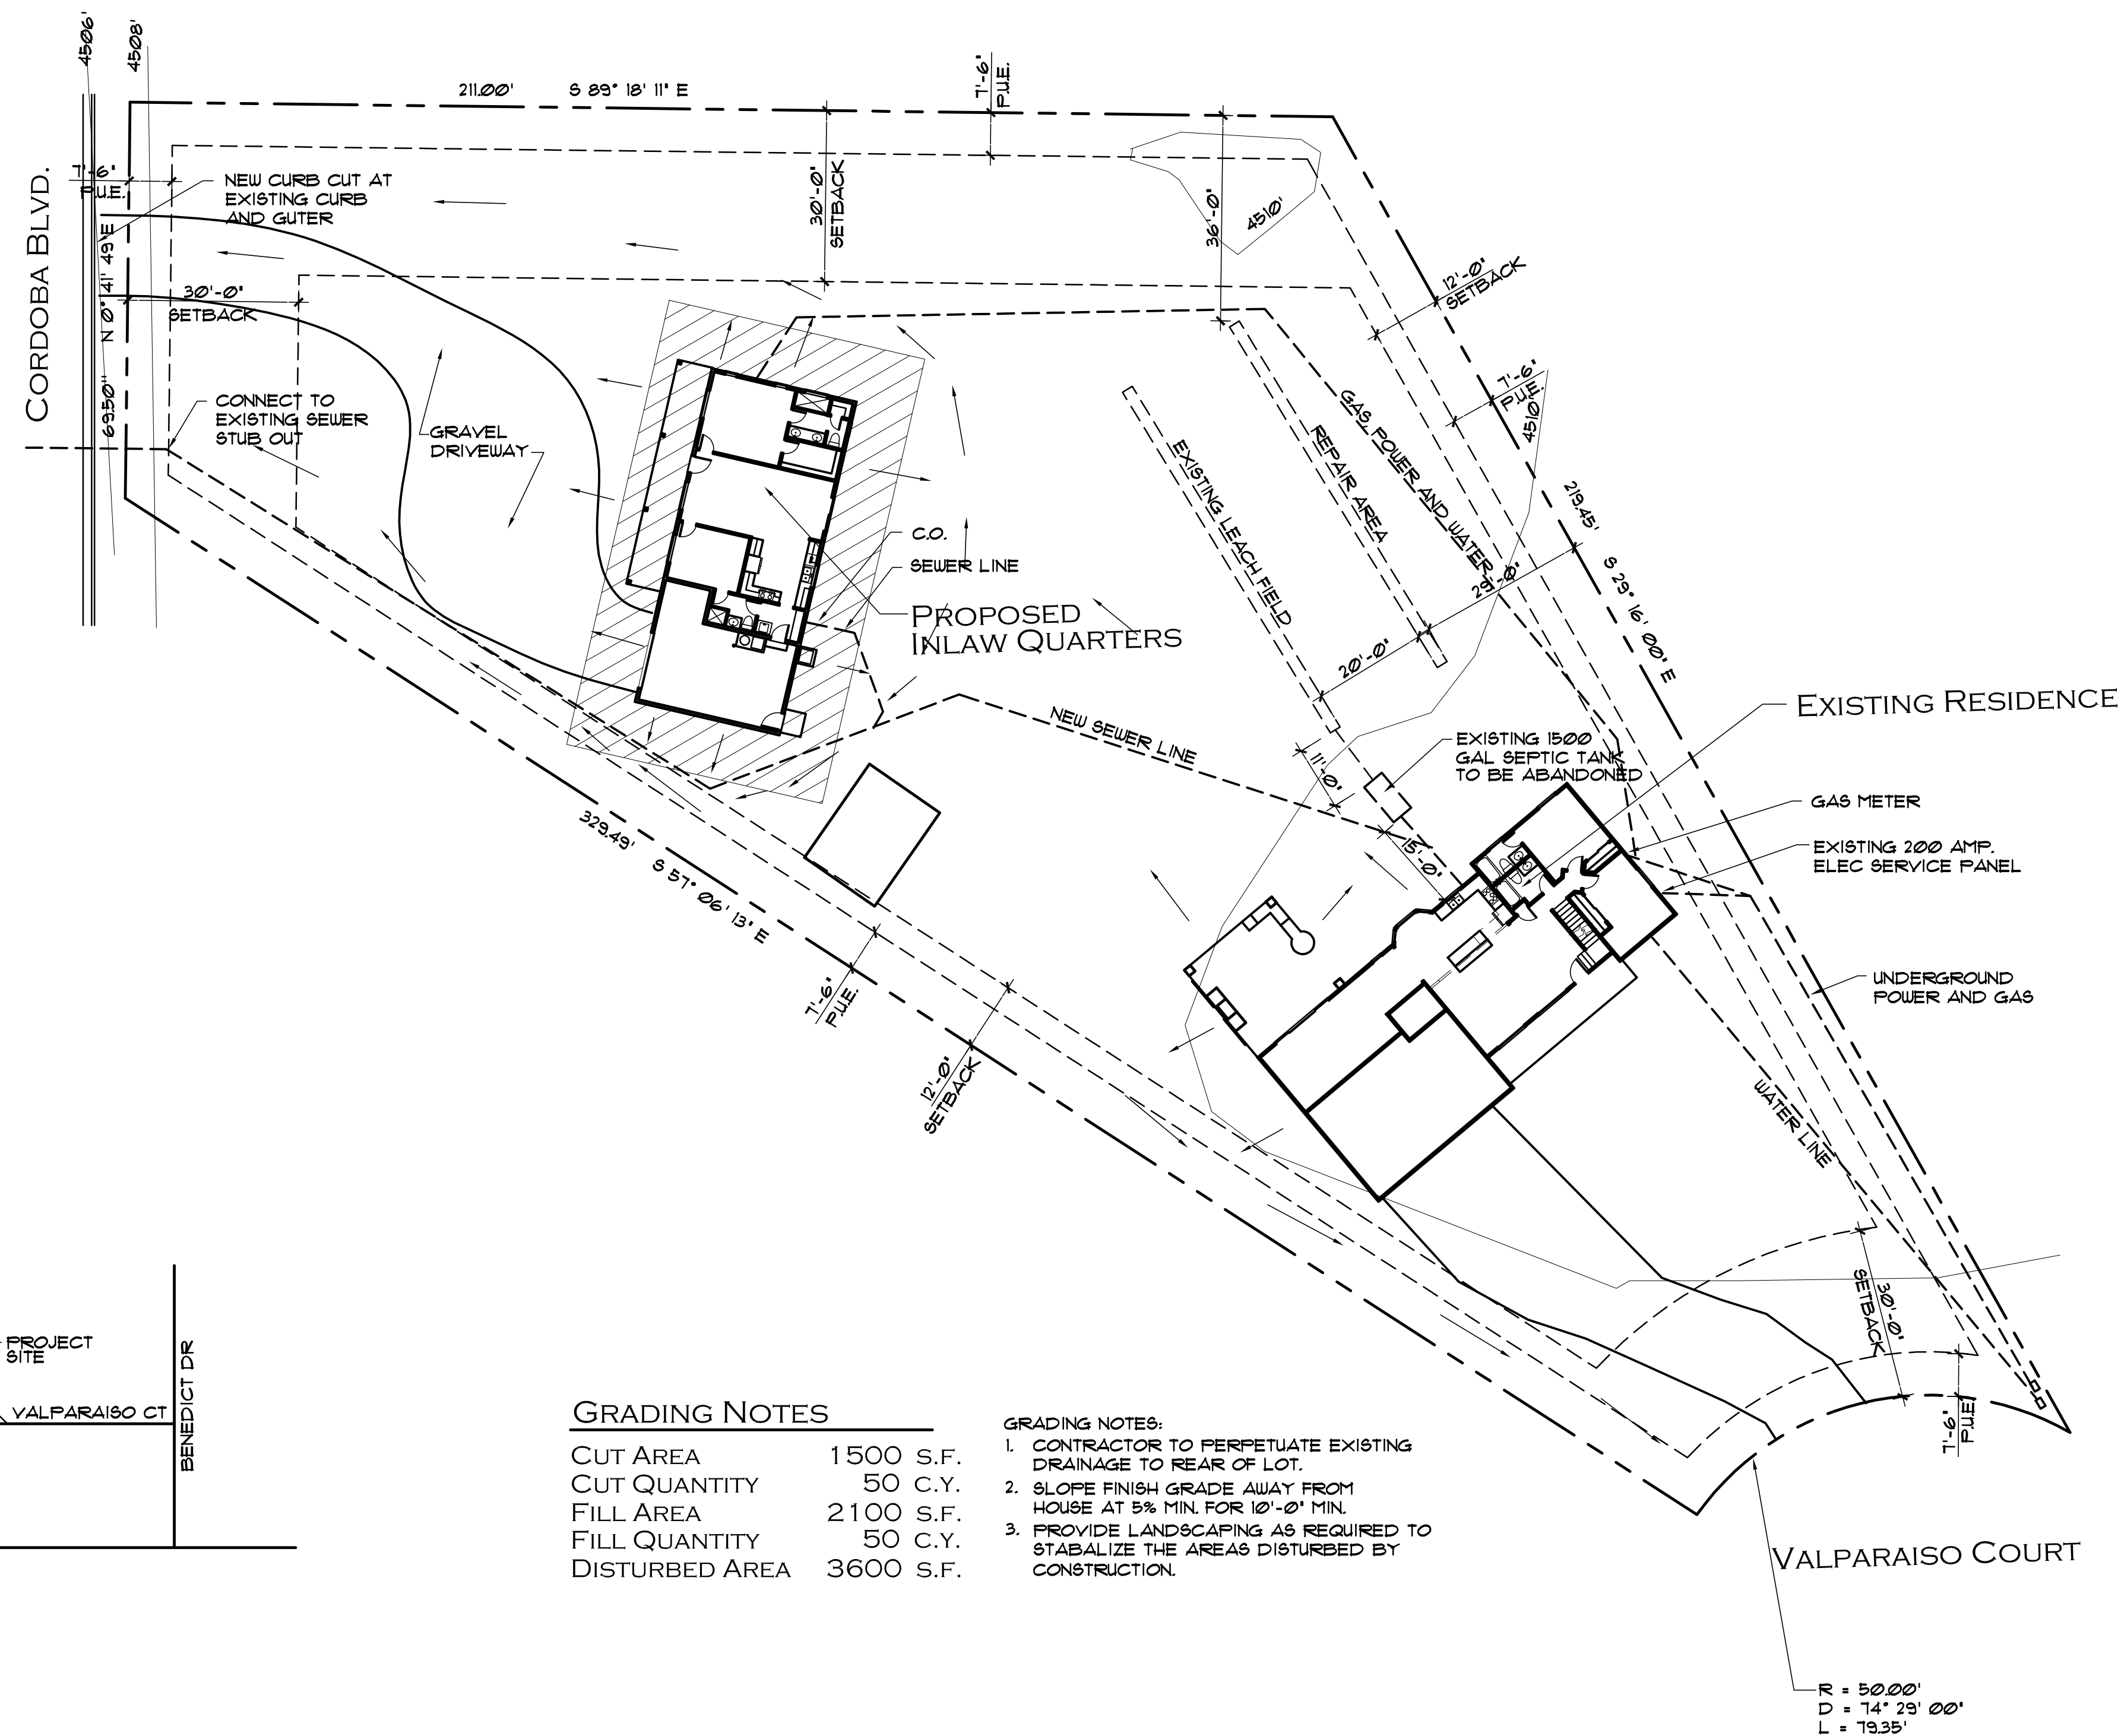 4506'
4508'
211.00' S 89° 18' 11" E
7'-6"
P.U.E.
CORDOBA BLVD.
7'-6"
P.U.E.
NEW CURB CUT AT
EXISTING CURB
AND GUTER
30'-0"
SETBACK
36'-0"
4510'
12'-0"
SETBACK
N 0° 41' 49" E
69.50"
30'-0"
SETBACK
7'-6"
P.U.E.
4510'
CONNECT TO
EXISTING SEWER
STUB OUT
GRAVEL
DRIVEWAY
GAS, POWER AND WATER
REPAIR AREA
EXISTING LEACH FIELD
219.45' S 29° 16' 00" E
C.O.
SEWER LINE
PROPOSED
INLAW QUARTERS
29'-0"
20'-0"
EXISTING RESIDENCE
NEW SEWER LINE
EXISTING 1500
GAL SEPTIC TANK
TO BE ABANDONED
11'-0"
15'-0"
GAS METER
EXISTING 200 AMP.
ELEC SERVICE PANEL
329.49' S 57° 06' 13" E
UNDERGROUND
POWER AND GAS
7'-6"
P.U.E.
12'-0"
SETBACK
WATER LINE
30'-0"
SETBACK
7'-6"
P.U.E.
PROJECT
SITE
VALPARAISO CT
BENEDICT DR
GRADING NOTES
CUT AREA 1500 S.F.
CUT QUANTITY 50 C.Y.
FILL AREA 2100 S.F.
FILL QUANTITY 50 C.Y.
DISTURBED AREA 3600 S.F.
GRADING NOTES:
1. CONTRACTOR TO PERPETUATE EXISTING
DRAINAGE TO REAR OF LOT.
2. SLOPE FINISH GRADE AWAY FROM
HOUSE AT 5% MIN. FOR 10'-0" MIN.
3. PROVIDE LANDSCAPING AS REQUIRED TO
STABALIZE THE AREAS DISTURBED BY
CONSTRUCTION.
VALPARAISO COURT
R = 50.00'
D = 74° 29' 00"
L = 79.35'